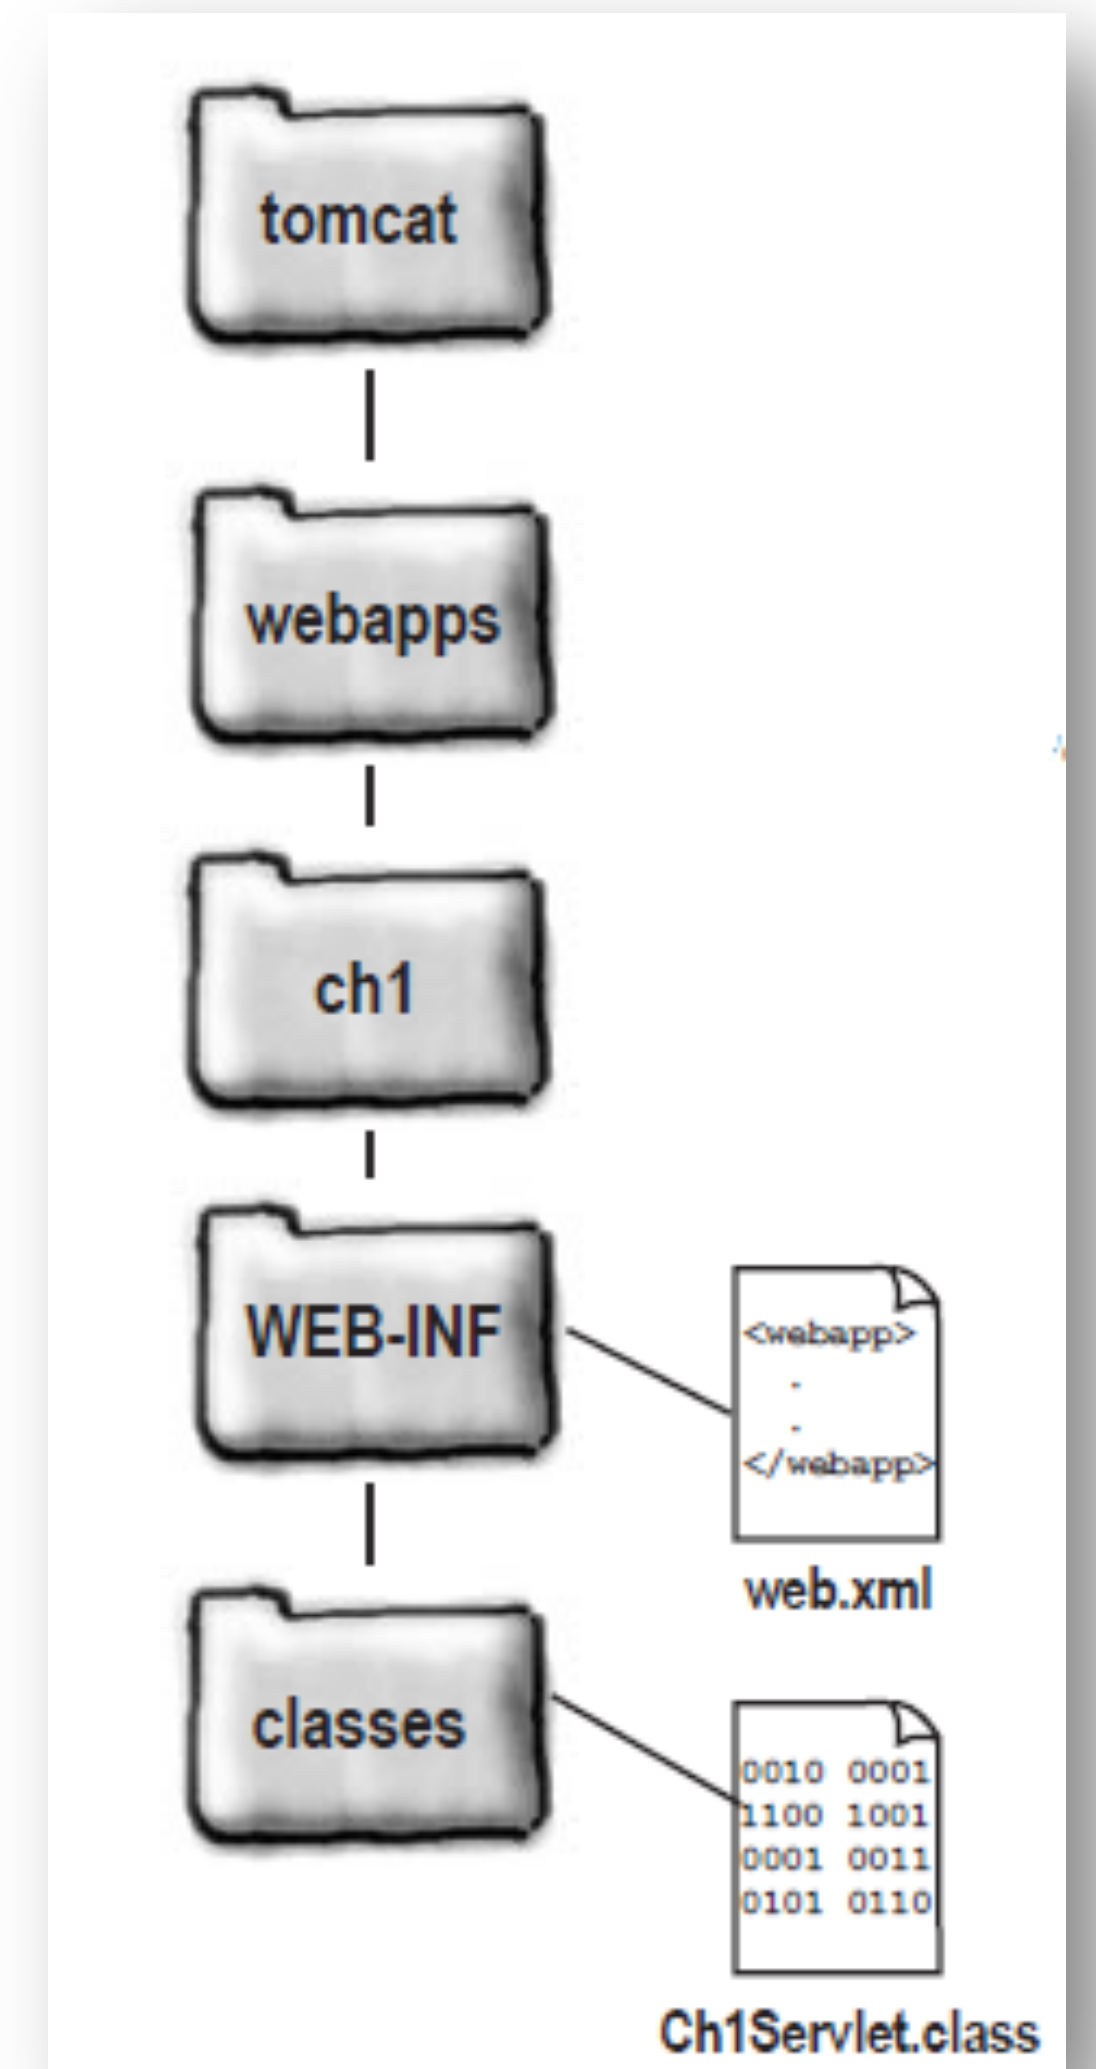 tomcat
webapps
ch1
WEB-INF
<webapp>
.
.
</webapp>
web.xml
classes
0010 0001
1100 1001
0001 0011
0101 0110
Ch1Servlet.class